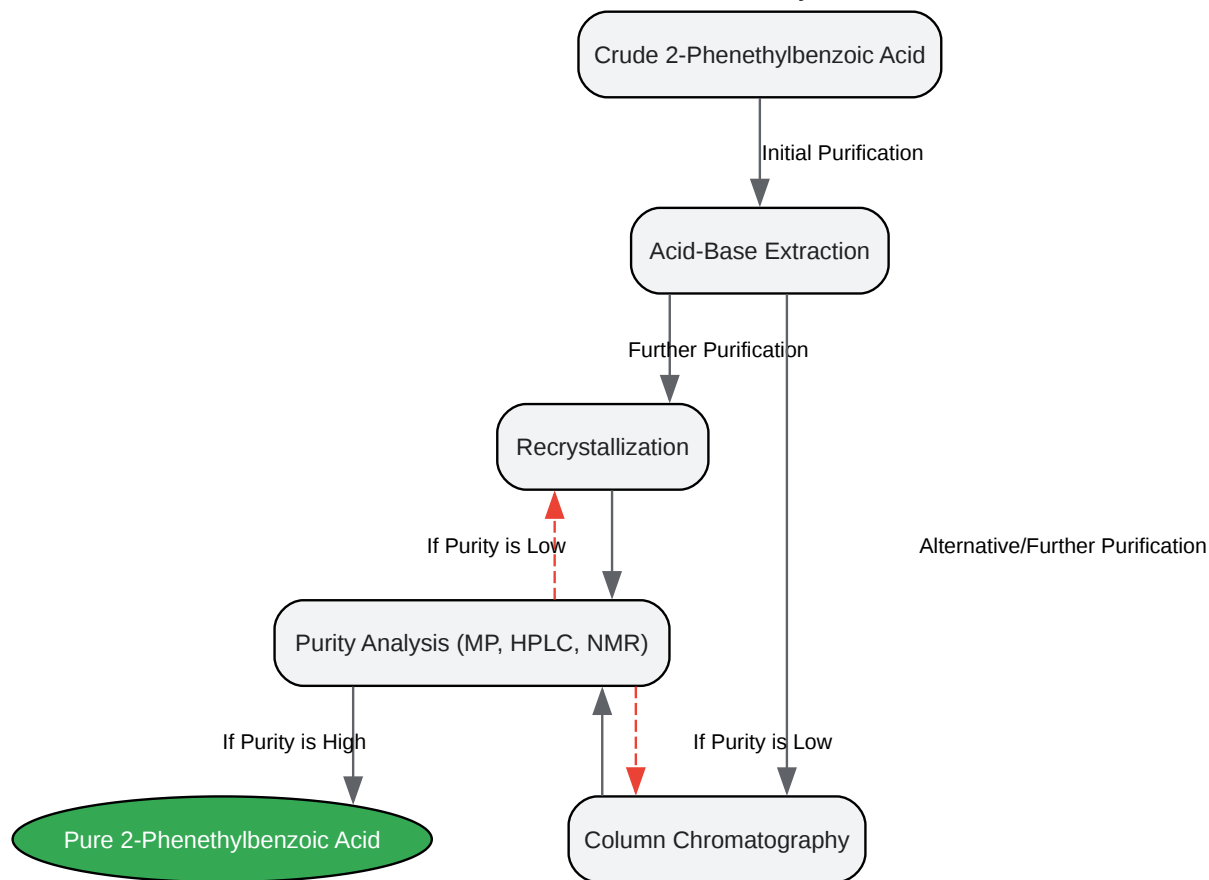 Crude 2-Phenethylbenzoic Acid
Initial Purification
Acid-Base Extraction
Further Purification
Recrystallization
If Purity is Low
Alternative/Further Purification
Purity Analysis (MP, HPLC, NMR)
If Purity is High
If Purity is Low
Pure 2-Phenethylbenzoic Acid
Column Chromatography